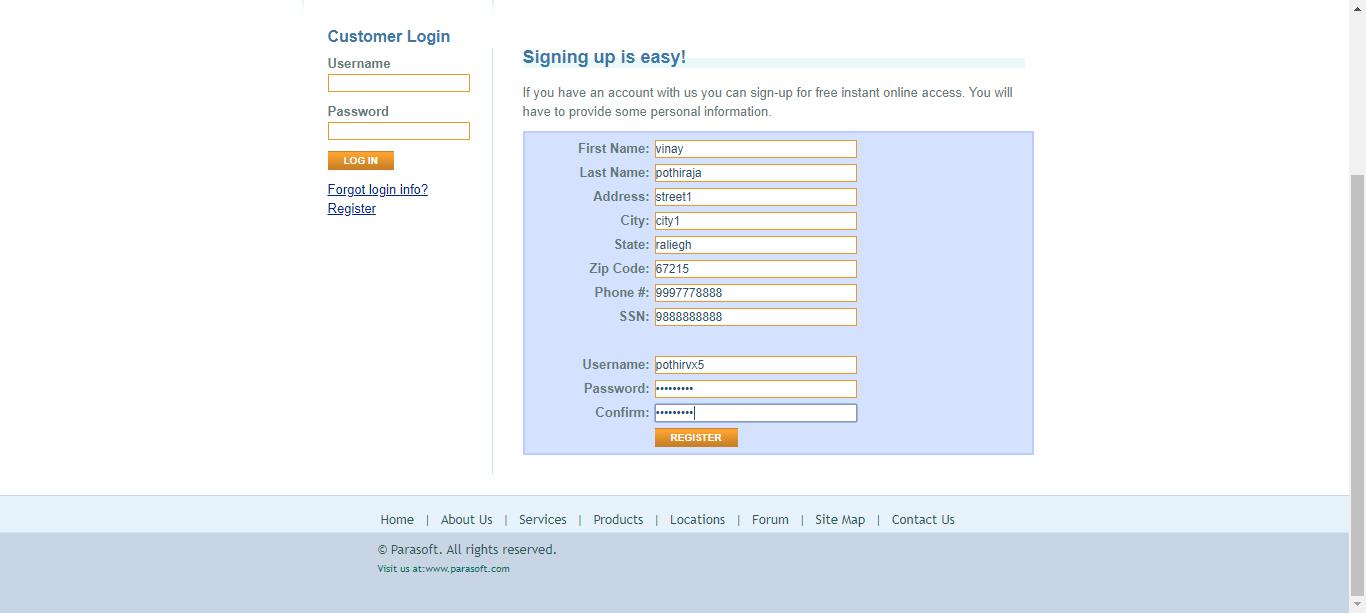 Customer Login
Username
Password
LOG IN
Forgot login info?
Register
Signing up is easy!
If you have an account with us you can sign-up for free instant online access. You will
have to provide some personal information.
First Name: vinay
Last Name: pothiraja
Address: street1
City: city1
State: raliegh
Zip Code: 67215
Phone #: 9997778888
SSN: 9888888888
Username: pothirvx5
Password: •••••••••
Confirm: •••••••••
REGISTER
Home | About Us | Services | Products | Locations | Forum | Site Map | Contact Us
© Parasoft. All rights reserved.
Visit us at:www.parasoft.com